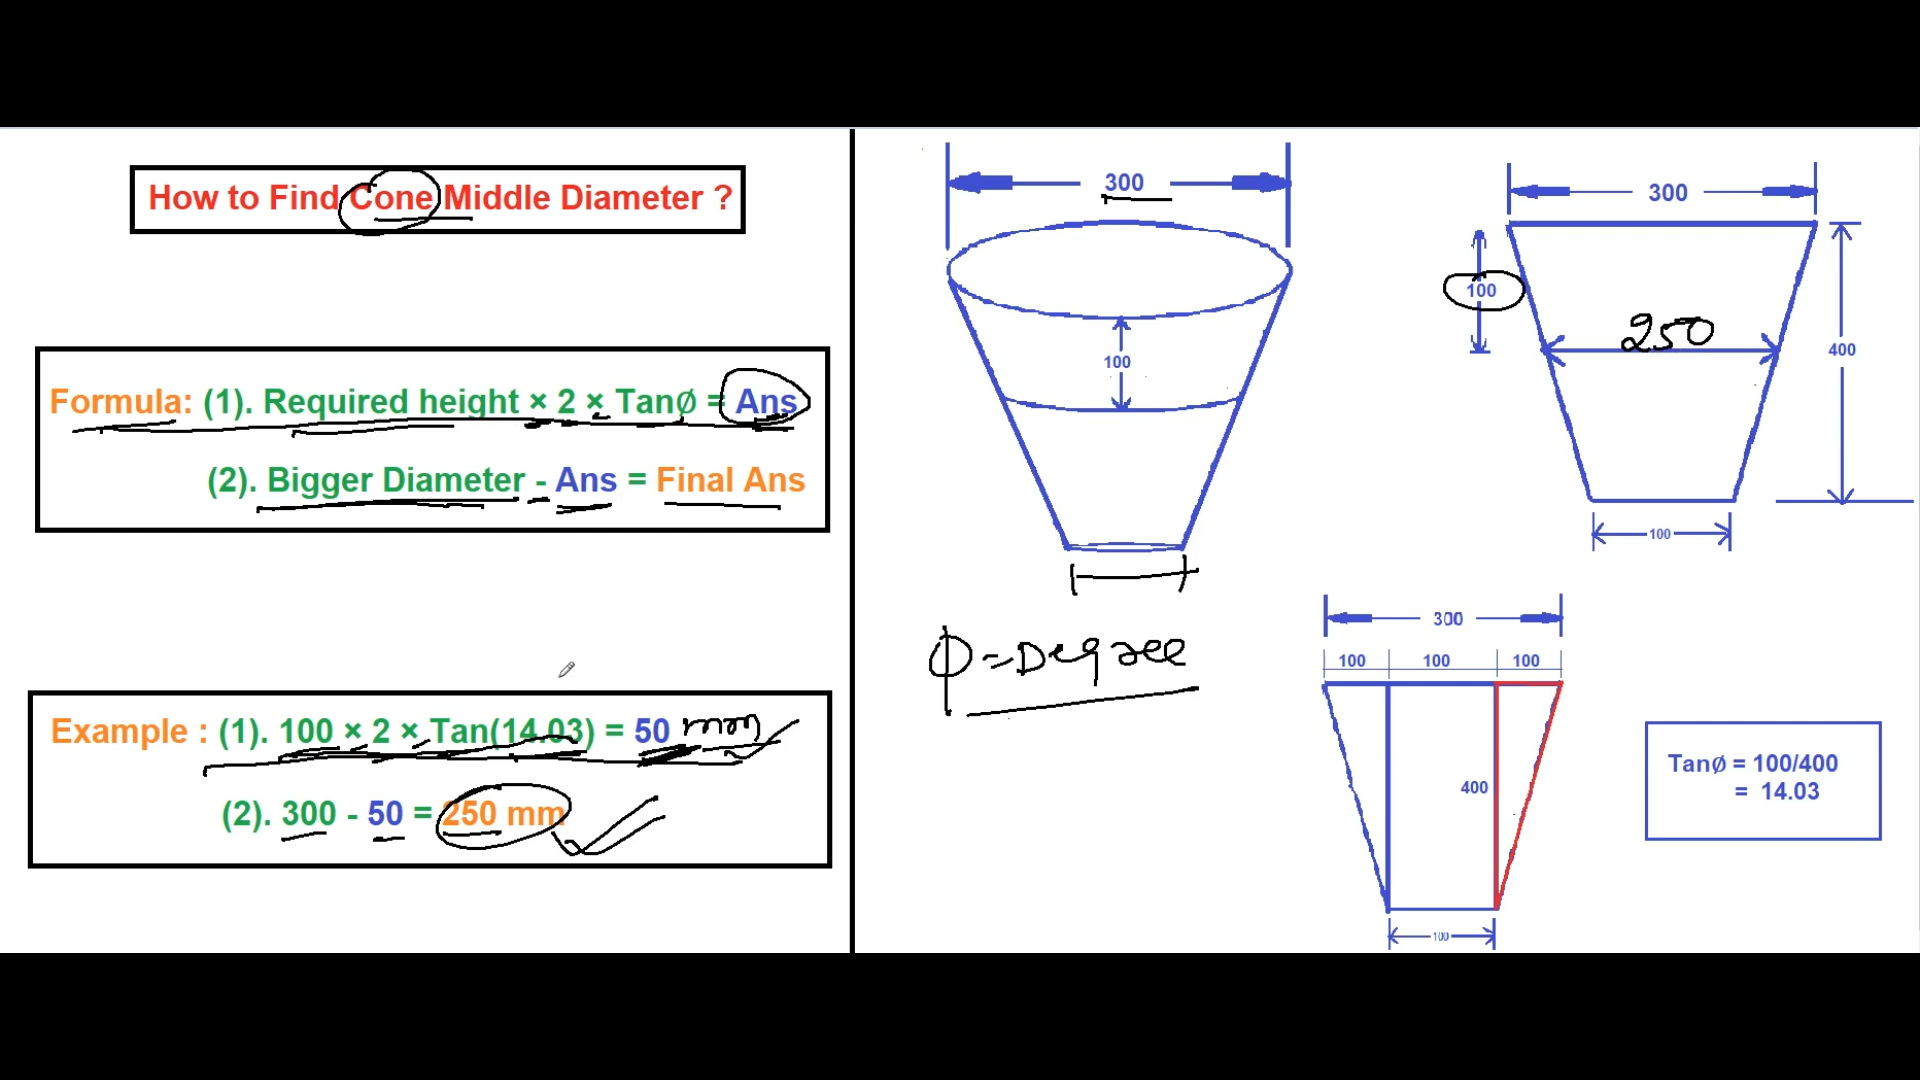 How to Find Cone Middle Diameter ?
Formula: (1). Required height × 2 × TanØ = Ans
(2). Bigger Diameter - Ans = Final Ans
Example : (1). 100 × 2 × Tan(14.03) = 50 mm
(2). 300 - 50 = 250 mm
300
100
Φ = Degree
300
100
250
400
100
300
100 100 100
400
100
TanØ = 100/400
= 14.03